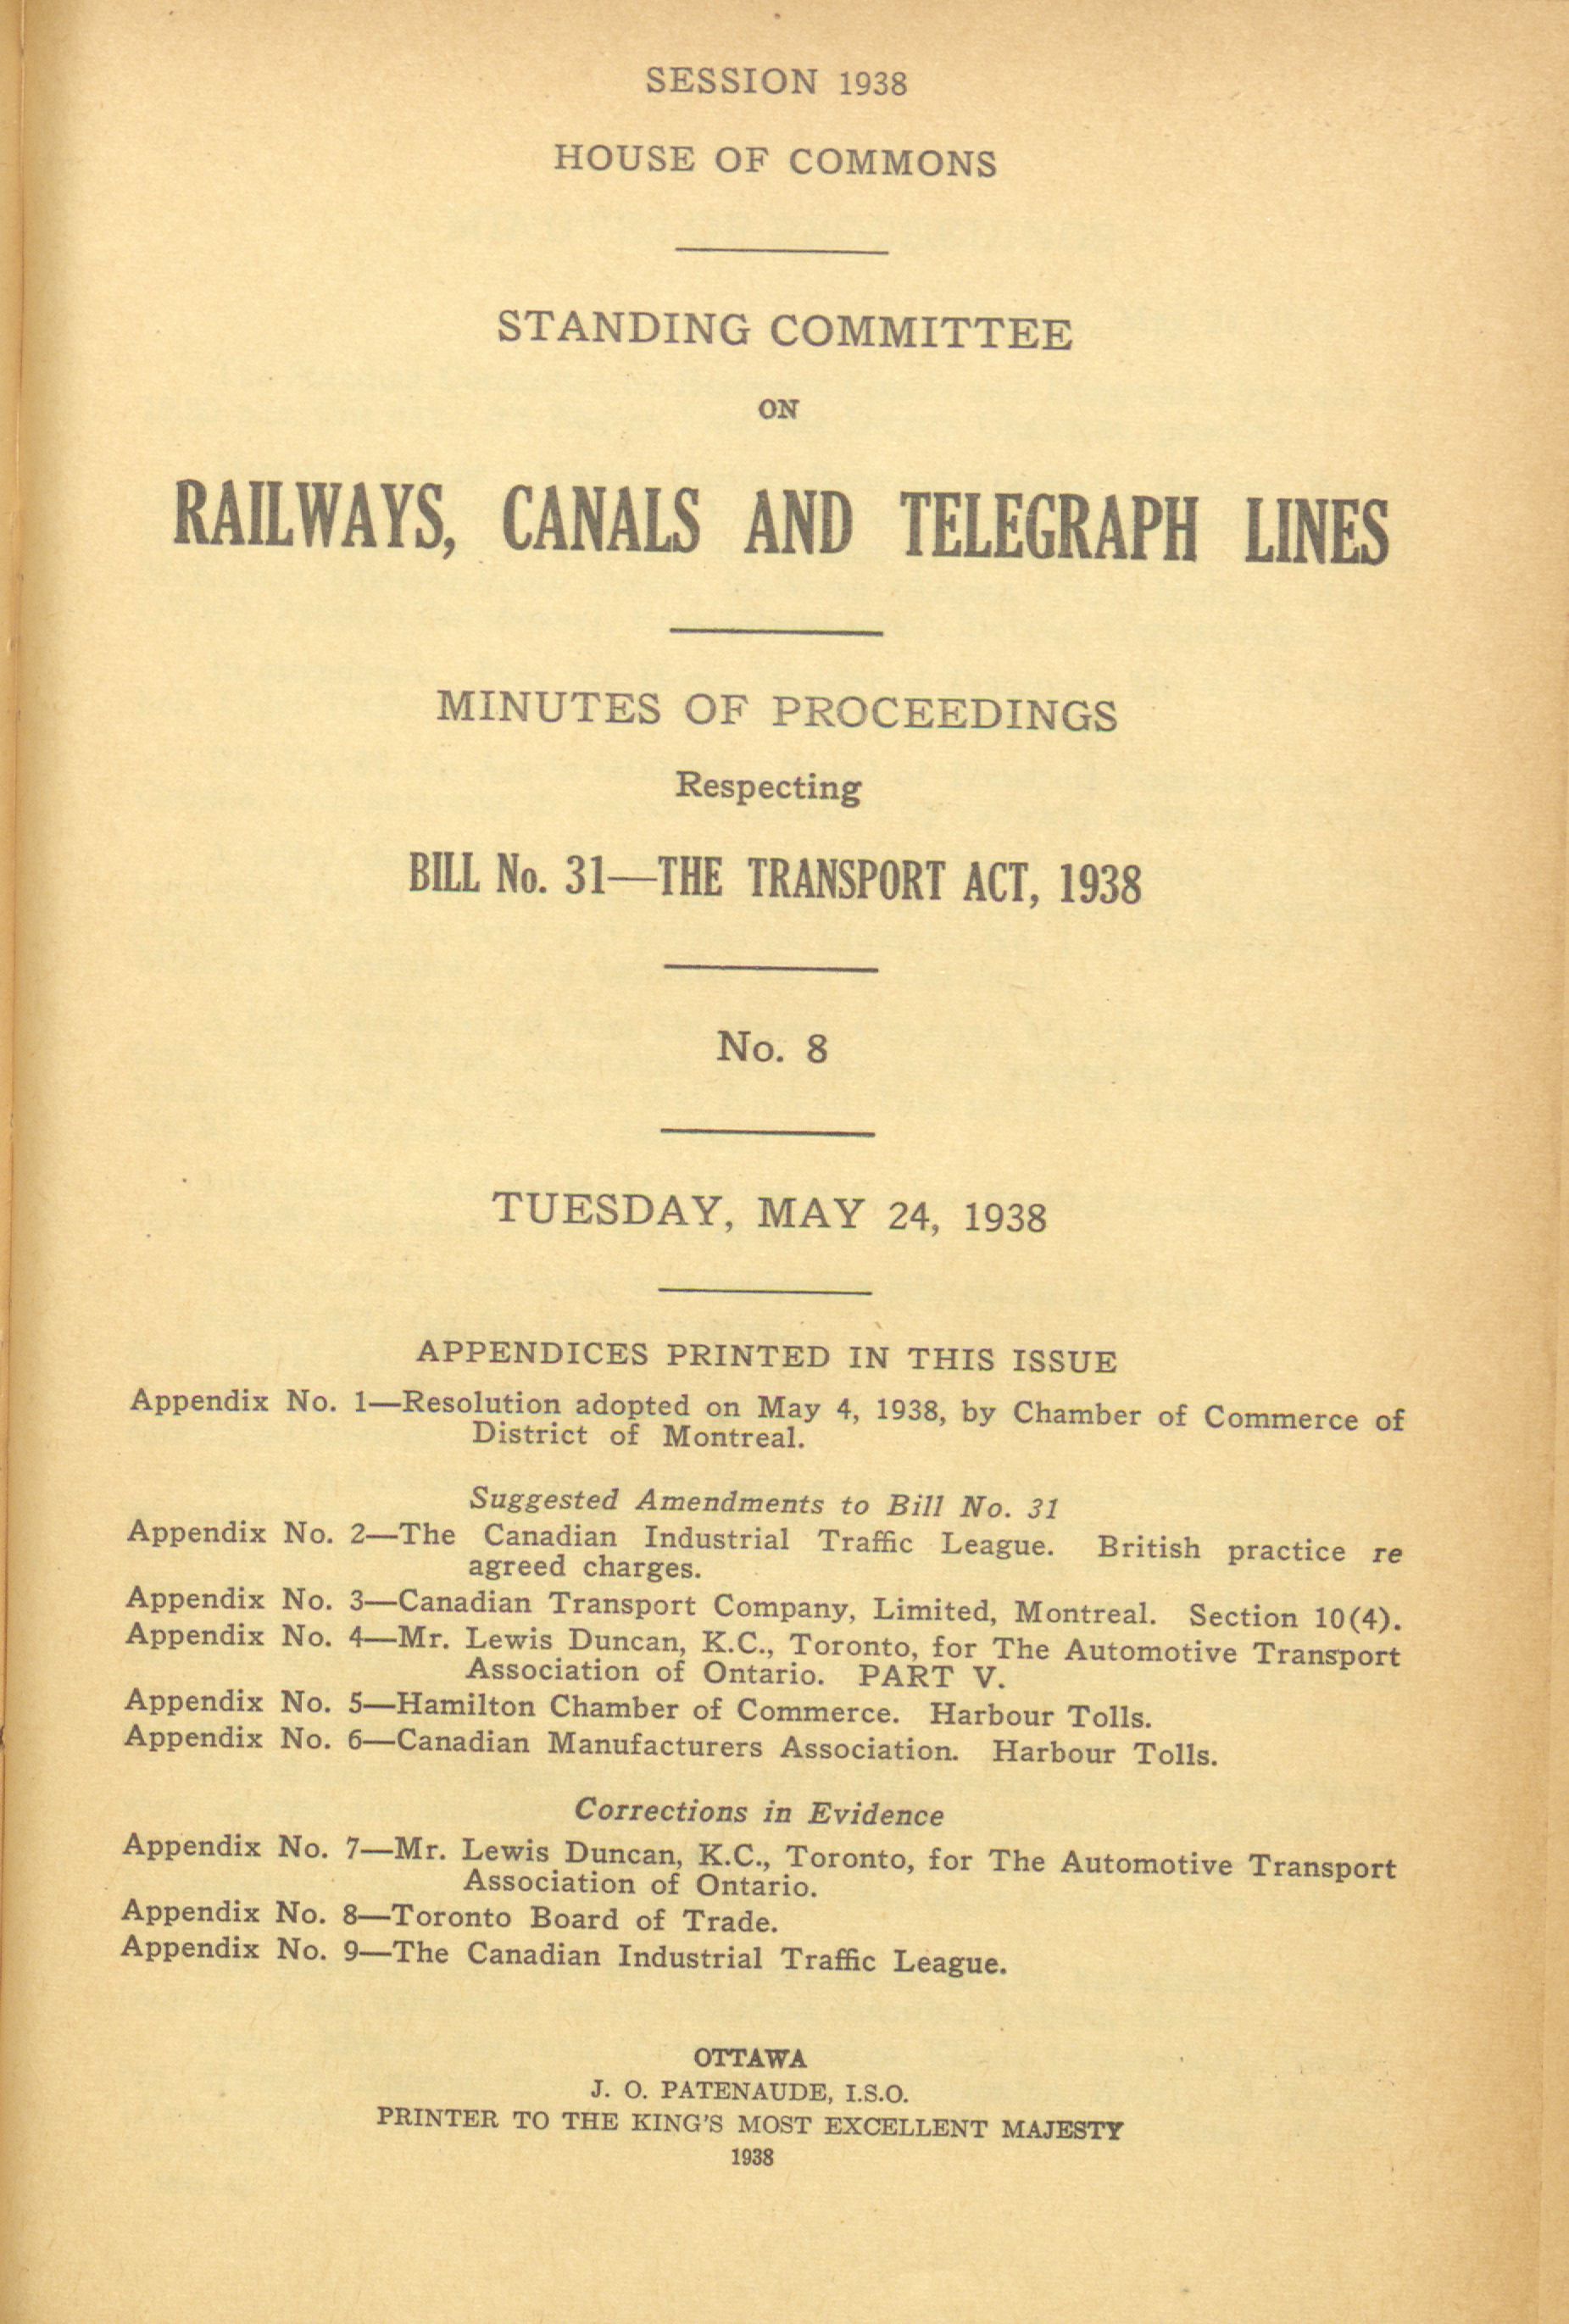 SESSION 1938
HOUSE OF COMMONS
STANDING COMMITTEE
ON
RAILWAYS, CANALS AND TELEGRAPH LINES
MINUTES OF PROCEEDINGS
Respecting
BILL No. 31—THE TRANSPORT ACT, 1938
No. 8
TUESDAY, MAY 24, 1938
APPENDICES PRINTED IN THIS ISSUE
Appendix No. 1—Resolution adopted on May 4, 1938, by Chamber of Commerce of
District of Montreal.
Suggested Amendments to Bill No. 31
Appendix No. 2—The Canadian Industrial Traffic League. British practice re
agreed charges.
Appendix No. 3—Canadian Transport Company, Limited, Montreal. Section 10(4).
Appendix No. 4—Mr. Lewis Duncan, K.C., Toronto, for The Automotive Transport
Association of Ontario. PART V.
Appendix No. 5—Hamilton Chamber of Commerce. Harbour Tolls.
Appendix No. 6—Canadian Manufacturers Association. Harbour Tolls.
Corrections in Evidence
Appendix No. 7—Mr. Lewis Duncan, K.C., Toronto, for The Automotive Transport
Association of Ontario.
Appendix No. 8—Toronto Board of Trade.
Appendix No. 9—The Canadian Industrial Traffic League.
OTTAWA
J. O. PATENAUDE, I.S.O.
PRINTER TO THE KING'S MOST EXCELLENT MAJESTY
1938